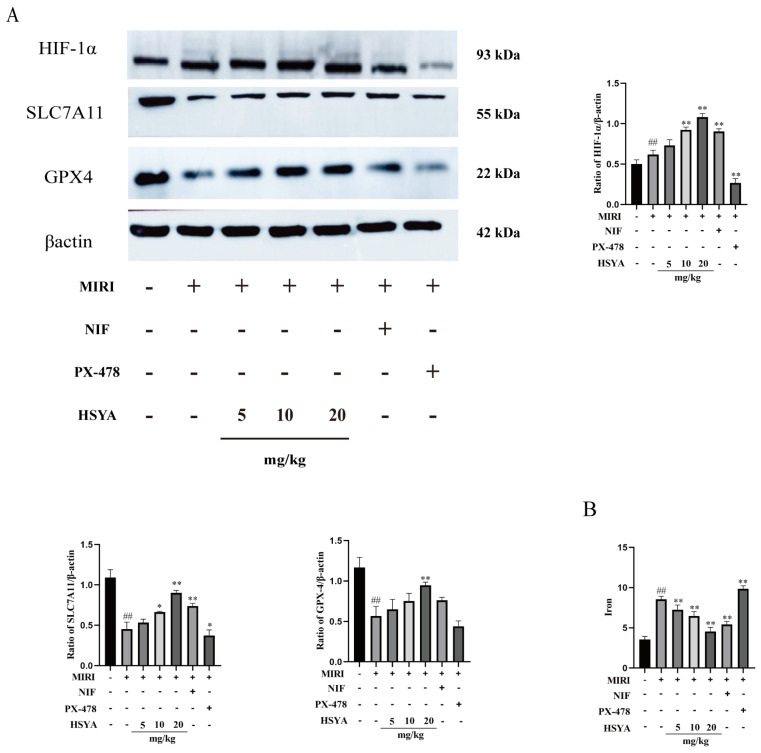 A
HIF-1α
93 kDa
SLC7A11
55 kDa
GPX4
22 kDa
βactin
42 kDa
MIRI - + + + + + +
NIF - - - - - + -
PX-478 - - - - - - +
HSYA - - 5 10 20 - -
mg/kg
Ratio of HIF-1α/β-actin
1.5
1.0
0.5
0.0
## ** ** ** **
MIRI - + + + + + +
NIF - - - - - + -
PX-478 - - - - - - +
HSYA - - 5 10 20 - -
mg/kg
Ratio of SLC7A11/β-actin
1.5
1.0
0.5
0.0
## * ** ** *
MIRI - + + + + + +
NIF - - - - - + -
PX-478 - - - - - - +
HSYA - - 5 10 20 - -
mg/kg
Ratio of GPX-4/β-actin
1.5
1.0
0.5
0.0
## **
MIRI - + + + + + +
NIF - - - - - + -
PX-478 - - - - - - +
HSYA - - 5 10 20 - -
mg/kg
B
Iron
15
10
5
0
## ** ** ** ** **
MIRI - + + + + + +
NIF - - - - - + -
PX-478 - - - - - - +
HSYA - - 5 10 20 - -
mg/kg